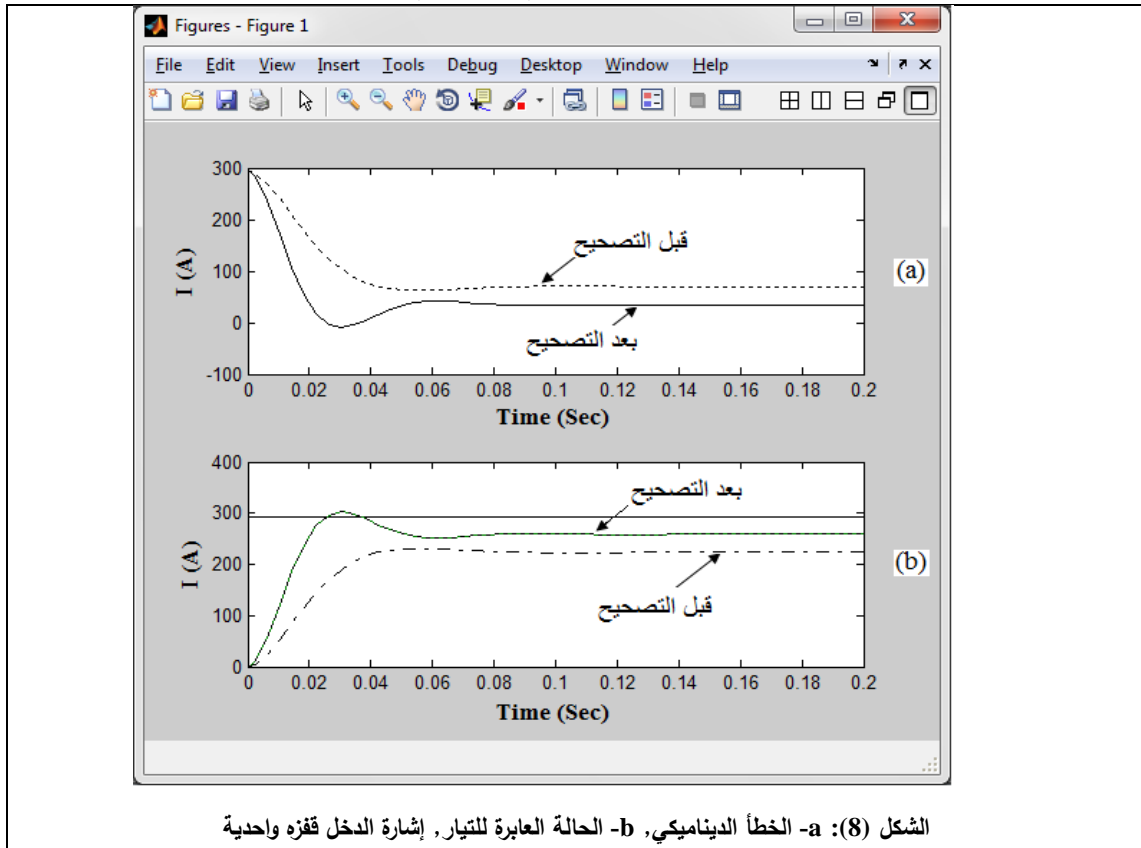 Figures - Figure 1
File Edit View Insert Tools Debug Desktop Window Help
300
200
100
0
-100
I (A)
قبل التصحيح
بعد التصحيح
(a)
0 0.02 0.04 0.06 0.08 0.1 0.12 0.14 0.16 0.18 0.2
Time (Sec)
400
300
200
100
0
I (A)
بعد التصحيح
قبل التصحيح
(b)
0 0.02 0.04 0.06 0.08 0.1 0.12 0.14 0.16 0.18 0.2
Time (Sec)
الشكل (8): a- الخطأ الديناميكي, b- الحالة العابرة للتيار, إشارة الدخل قفزه واحدية